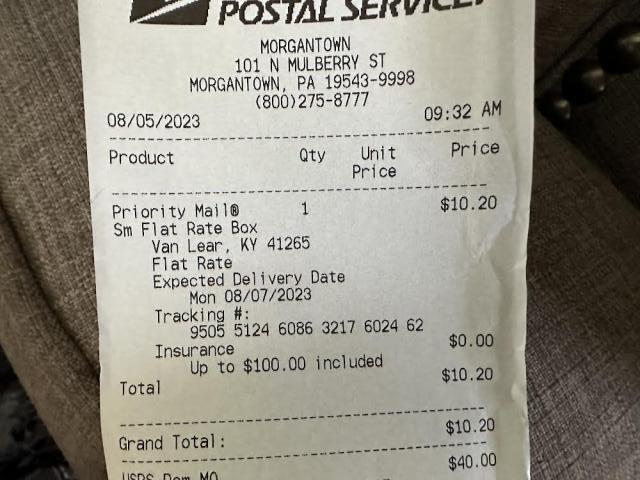 POSTAL SERVICE.
MORGANTOWN
101 N MULBERRY ST
MORGANTOWN, PA 19543-9998
(800)275-8777
08/05/2023 09:32 AM
Product Qty Unit Price
Price
Priority Mail® 1 $10.20
Sm Flat Rate Box
Van Lear, KY 41265
Flat Rate
Expected Delivery Date
Mon 08/07/2023
Tracking #:
9505 5124 6086 3217 6024 62
Insurance $0.00
Up to $100.00 included
Total $10.20
Grand Total: $10.20
USPS Dom MO $40.00